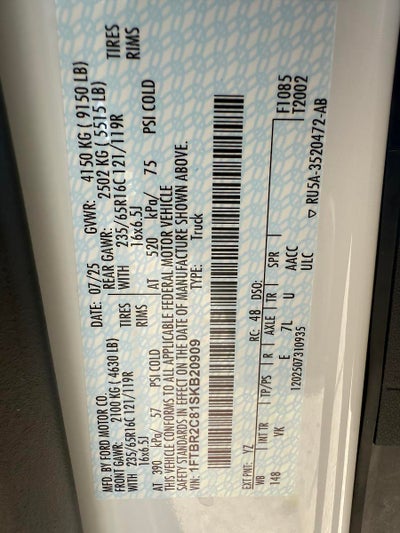 MFD. BY FORD MOTOR CO.
DATE: 07/25 GVWR: 4150 KG ( 9150 LB)
FRONT GAWR: 2100 KG ( 4630 LB) REAR GAWR: 2502 KG ( 5515 LB)
WITH 235/65R16C 121/119R TIRES WITH 235/65R16C 121/119R TIRES
16x6.5J RIMS 16x6.5J RIMS
AT 390 kPa/ 57 PSI COLD AT 520 kPa/ 75 PSI COLD
THIS VEHICLE CONFORMS TO ALL APPLICABLE FEDERAL MOTOR VEHICLE
SAFETY STANDARDS IN EFFECT ON THE DATE OF MANUFACTURE SHOWN ABOVE.
VIN: 1FTBR2C81SKB20909 TYPE: Truck
F1085
T2002
EXT PNT: YZ RC: 48 DSO:
WB INT TR TP/PS R AXLE TR SPR
148 YK E 7L U AACC
ULC
1202507310935
RU5A-3520472-AB